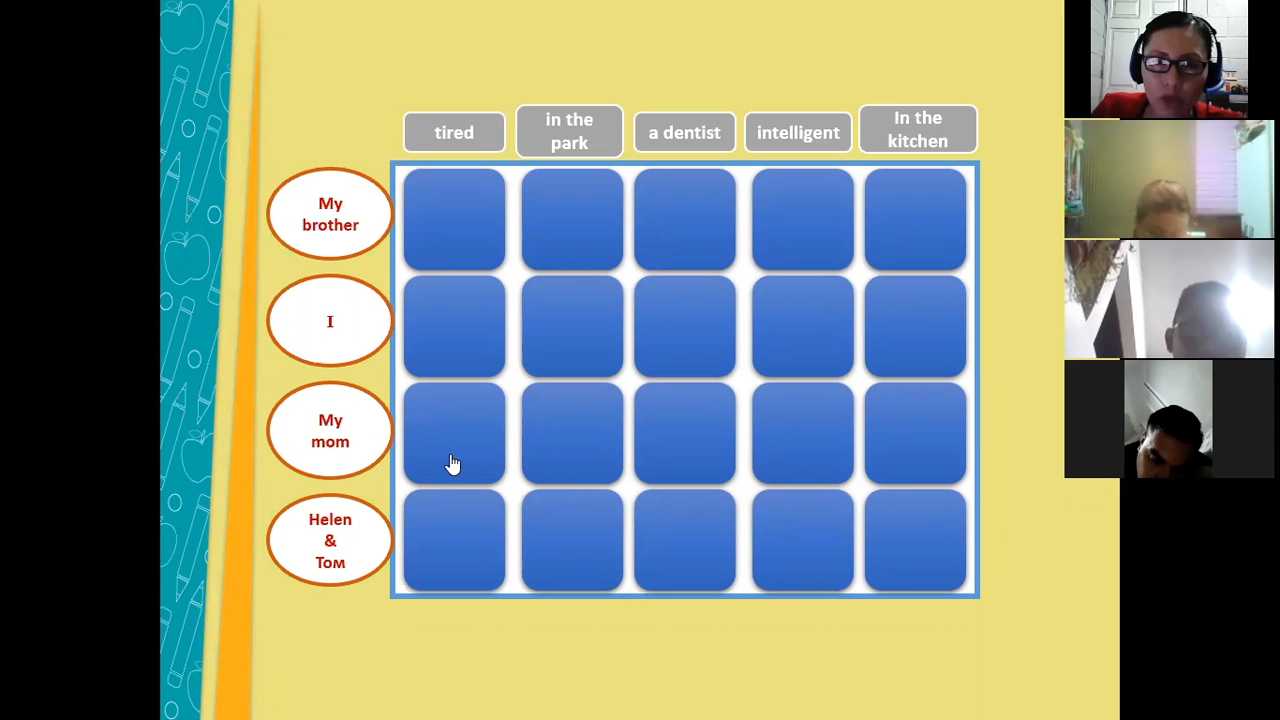 tired
in the
park
a dentist
intelligent
In the
kitchen
My
brother
I
My
mom
Helen
&
Tom